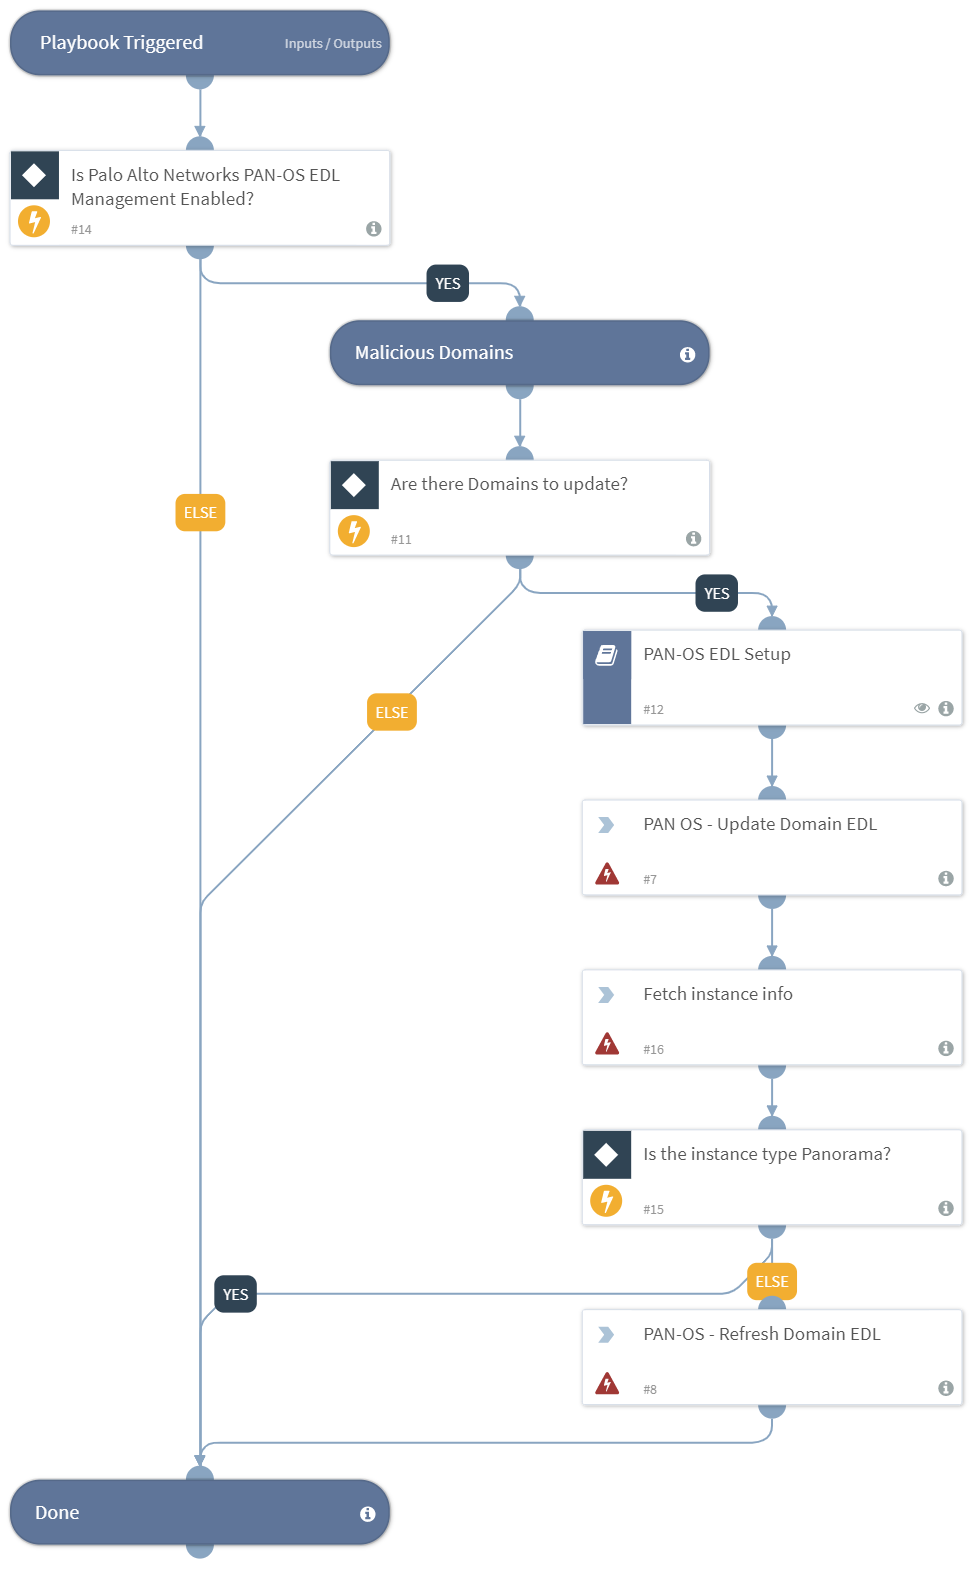 Playbook Triggered
Inputs / Outputs
Is Palo Alto Networks PAN-OS EDL
Management Enabled?
#14
YES
Malicious Domains
Are there Domains to update?
#11
ELSE
YES
PAN-OS EDL Setup
#12
ELSE
PAN OS - Update Domain EDL
#7
Fetch instance info
#16
Is the instance type Panorama?
#15
YES
ELSE
PAN-OS - Refresh Domain EDL
#8
Done